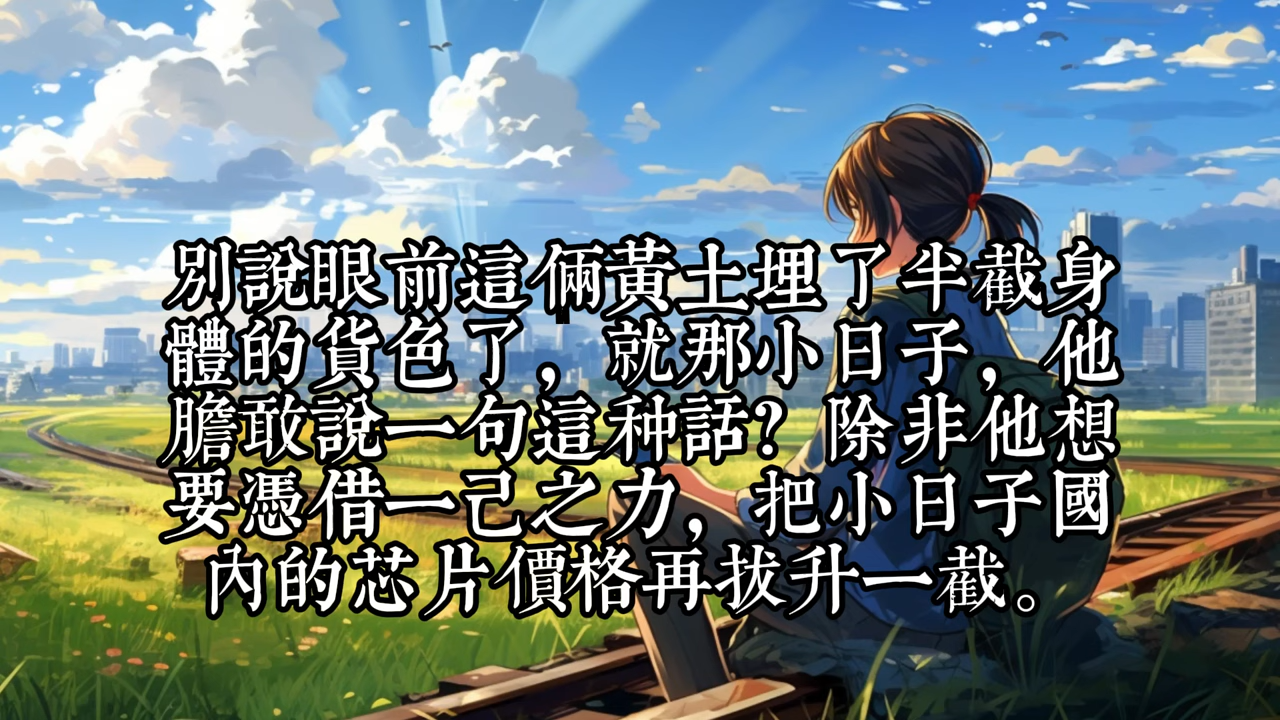 別說眼前這倆黃土埋了半截身
體的貨色了，就那小日子，他
膽敢說一句這种話？除非他想
要憑借一己之力，把小日子國
內的芯片價格再拔升一截。